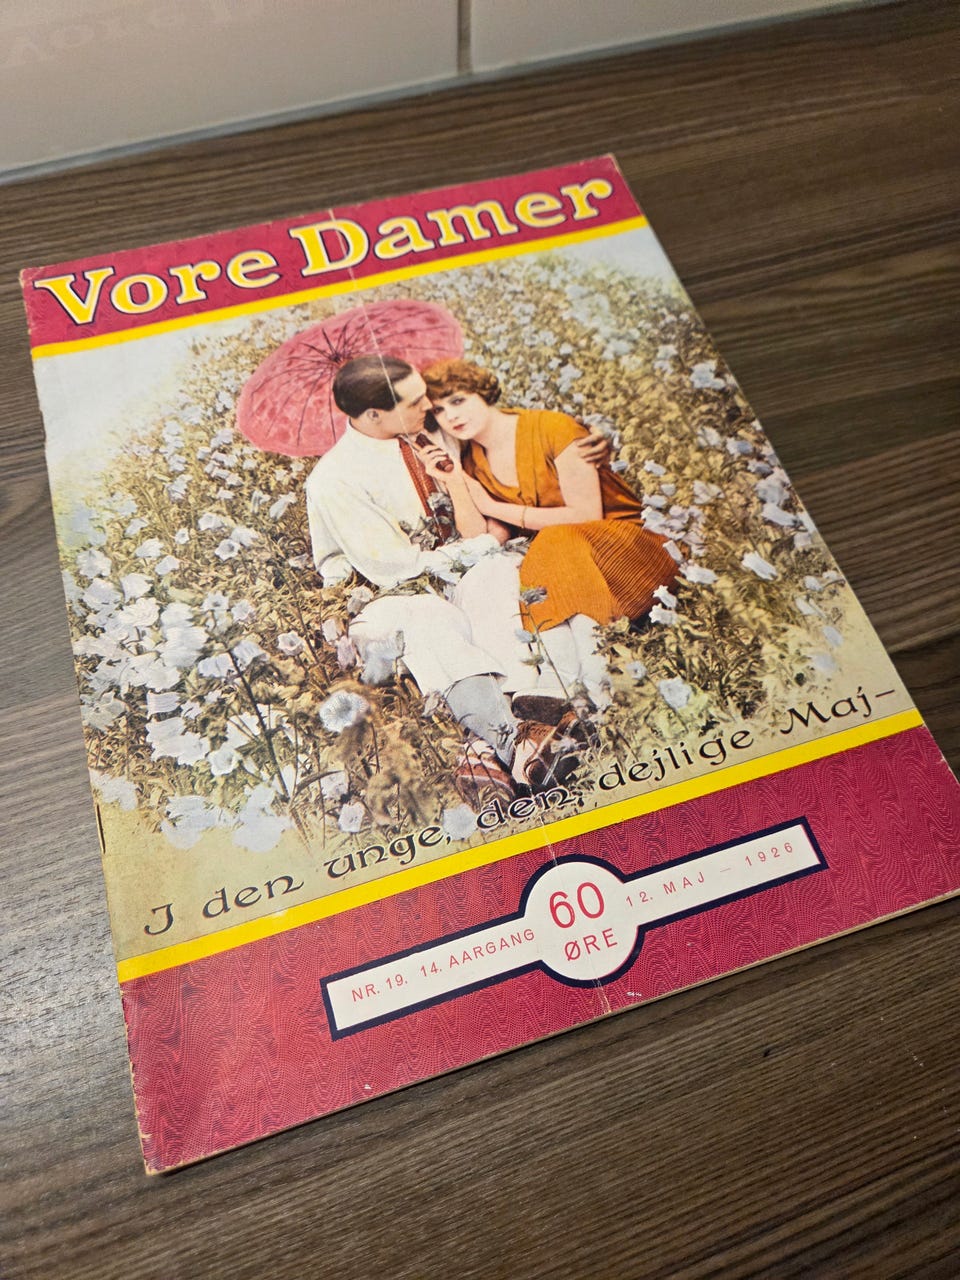 Vore Damer
I den unge, den, dejlige Maj—
NR. 19. 14. AARGANG
60
ØRE
12. MAJ — 1926